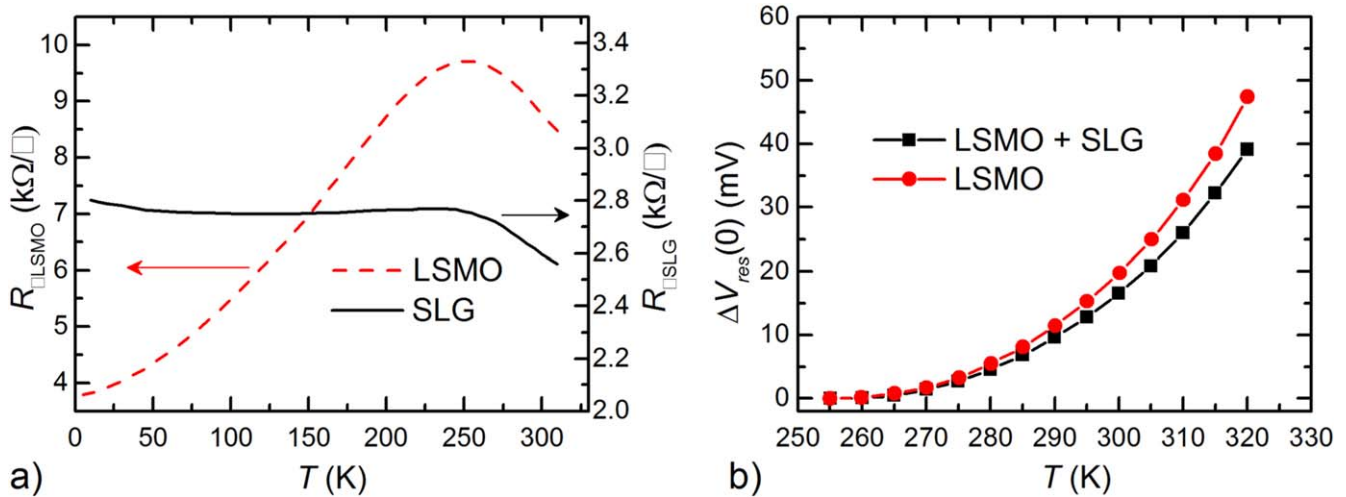 10
9
8
7
6
5
4
R□LSMO (kΩ/□)
0 50 100 150 200 250 300
T (K)
3.4
3.2
3.0
2.8
2.6
2.4
2.2
2.0
R□SLG (kΩ/□)
LSMO
SLG
a)
60
50
40
30
20
10
0
ΔVres(0) (mV)
LSMO + SLG
LSMO
250 260 270 280 290 300 310 320 330
T (K)
b)